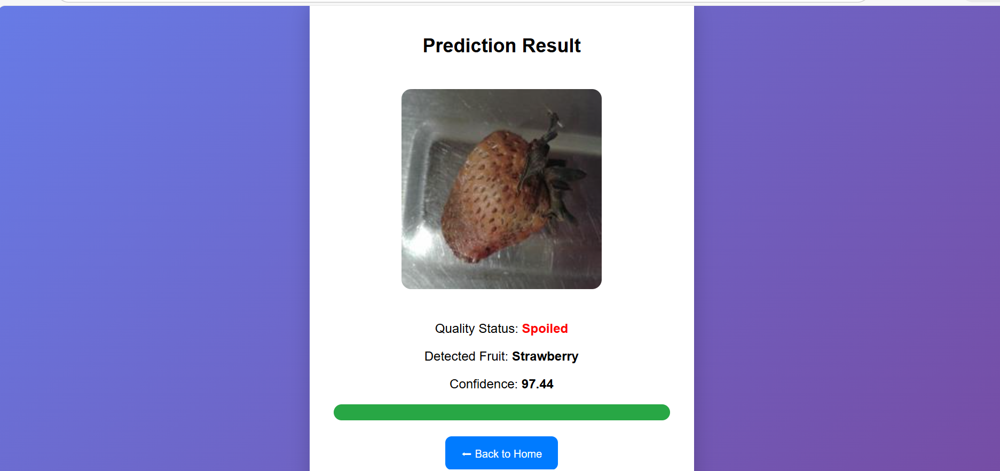 Prediction Result
Quality Status: Spoiled
Detected Fruit: Strawberry
Confidence: 97.44
← Back to Home